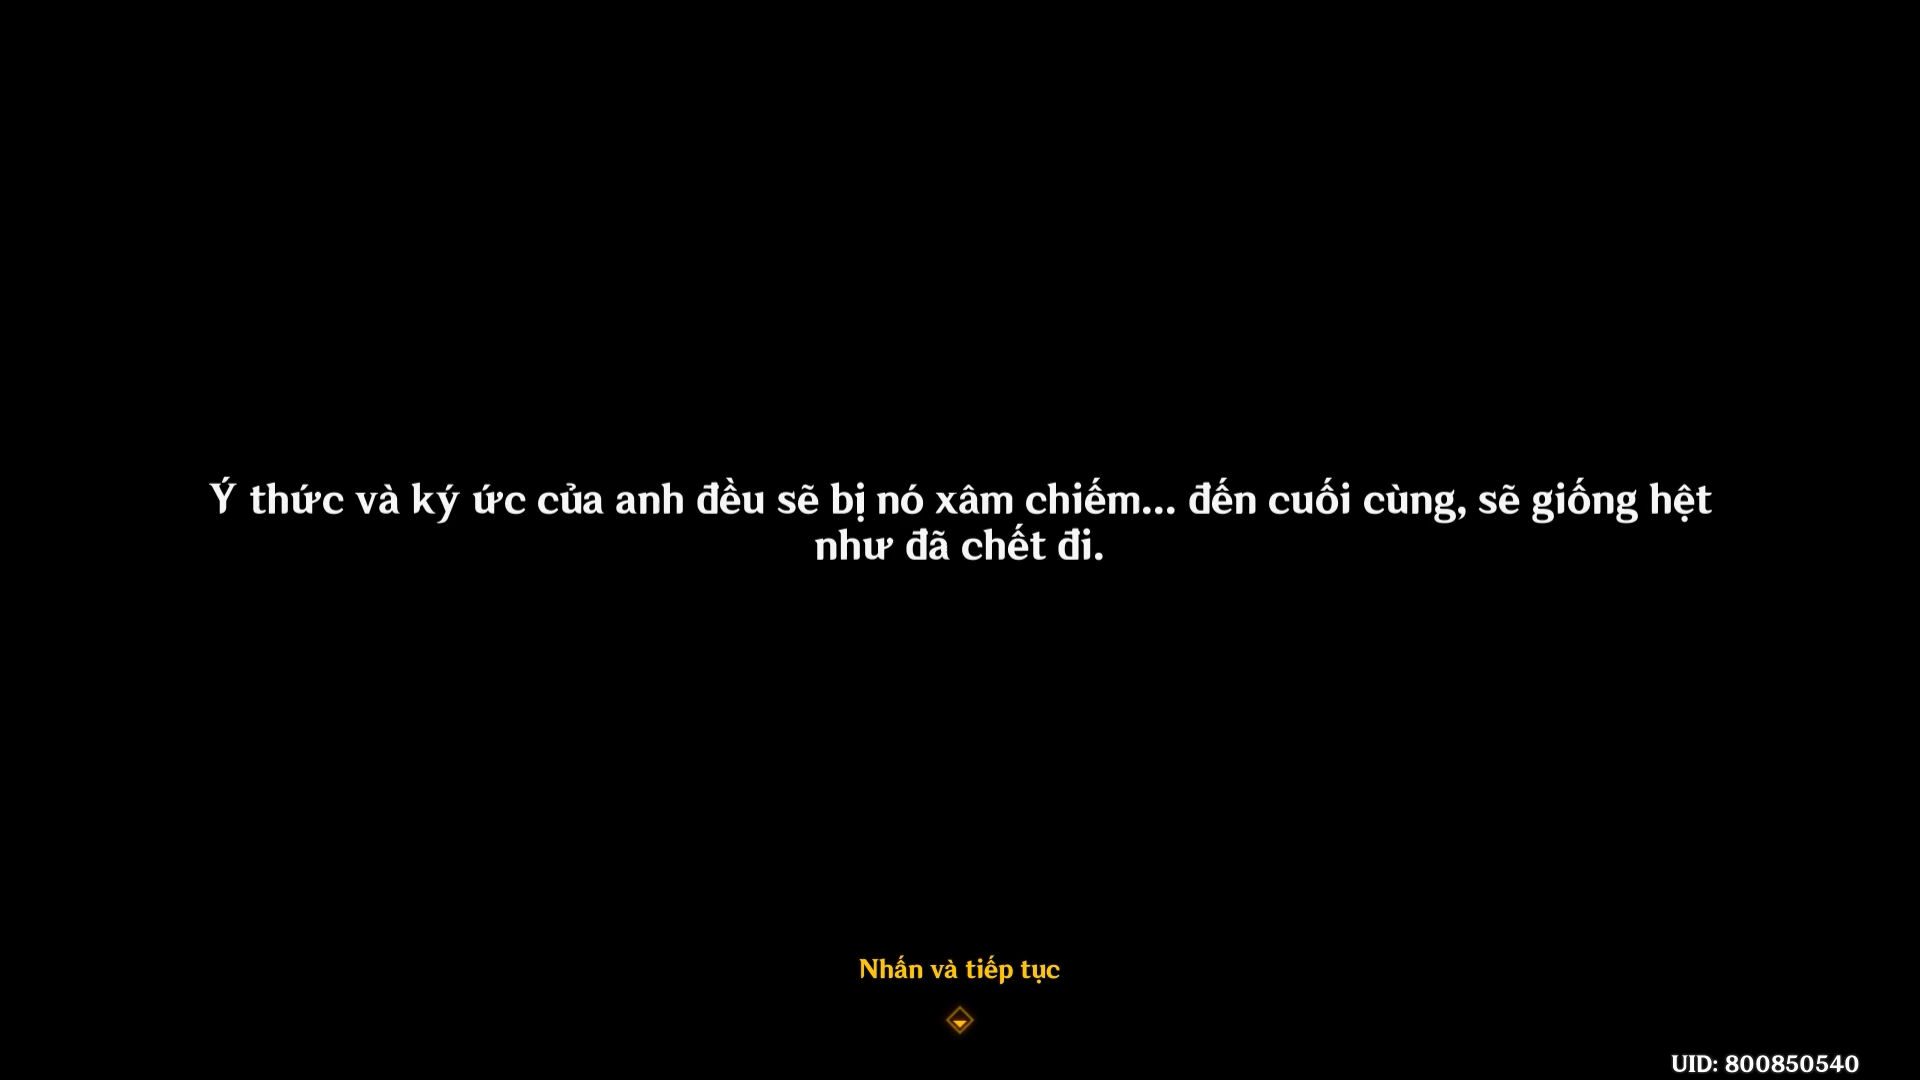 Ý thức và ký ức của anh đều sẽ bị nó xâm chiếm... đến cuối cùng, sẽ giống hệt
như đã chết đi.
Nhấn và tiếp tục
UID: 800850540